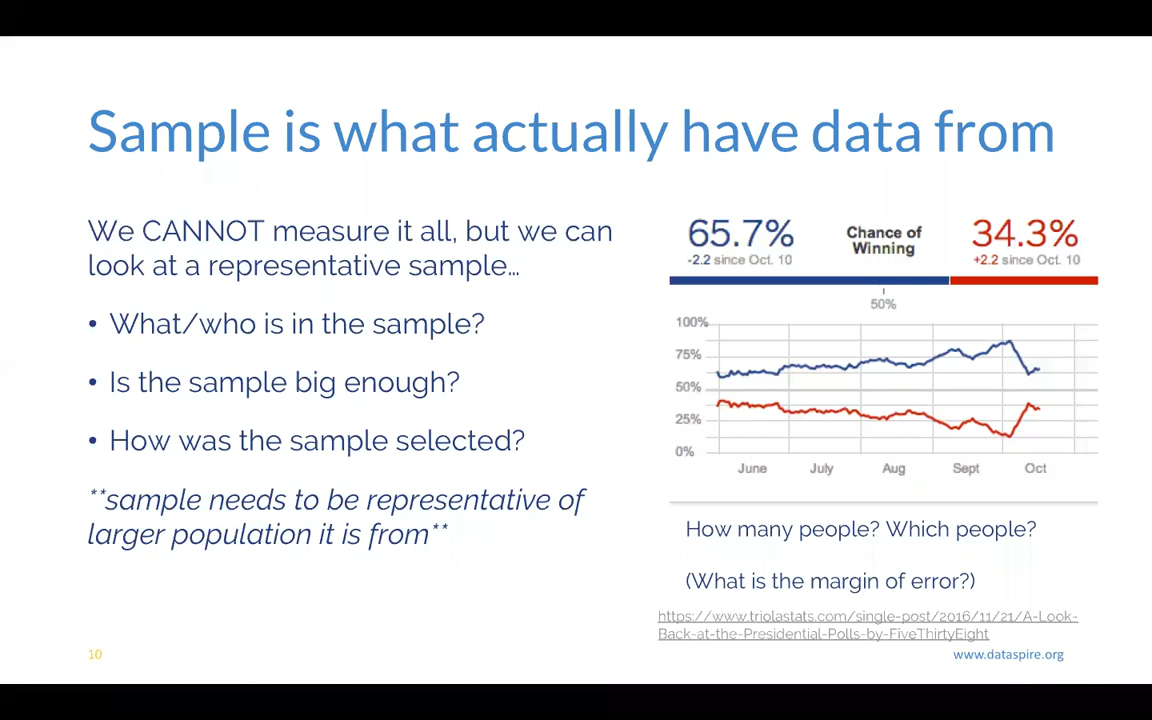 Sample is what actually have data from
We CANNOT measure it all, but we can
look at a representative sample…
• What/who is in the sample?
• Is the sample big enough?
• How was the sample selected?
**sample needs to be representative of
larger population it is from**
65.7%
-2.2 since Oct. 10
Chance of
Winning
34.3%
+2.2 since Oct. 10
50%
100%
75%
50%
25%
0%
June July Aug Sept Oct
How many people? Which people?
(What is the margin of error?)
https://www.triolastats.com/single-post/2016/11/21/A-Look-
Back-at-the-Presidential-Polls-by-FiveThirtyEight
10
www.dataspire.org